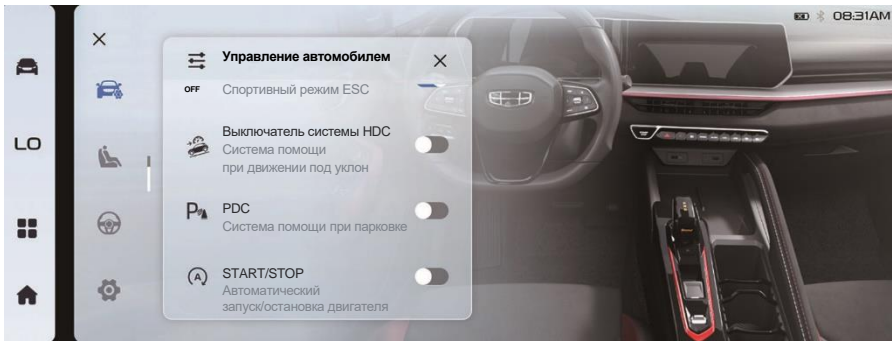 08:31AM
Управление автомобилем
OFF Спортивный режим ESC
Выключатель системы HDC
LO
Система помощи
при движении под уклон
PDC
Система помощи при парковке
START/STOP
Автоматический
запуск/остановка двигателя